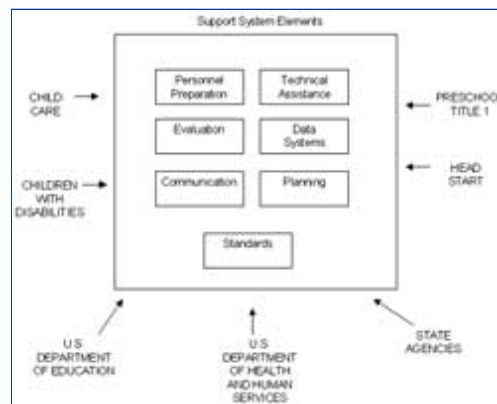 Support System Elements
Personnel
Preparation
Technical
Assistance
CHILD
CARE
PRESCHOOL
TITLE 1
Evaluation
Data
Systems
HEAD
START
CHILDREN
WITH
DISABILITIES
Communication
Planning
Standards
U.S
DEPARTMENT
OF EDUCATION
U.S
DEPARTMENT
OF HEALTH
AND HUMAN
SERVICES
STATE
AGENCIES